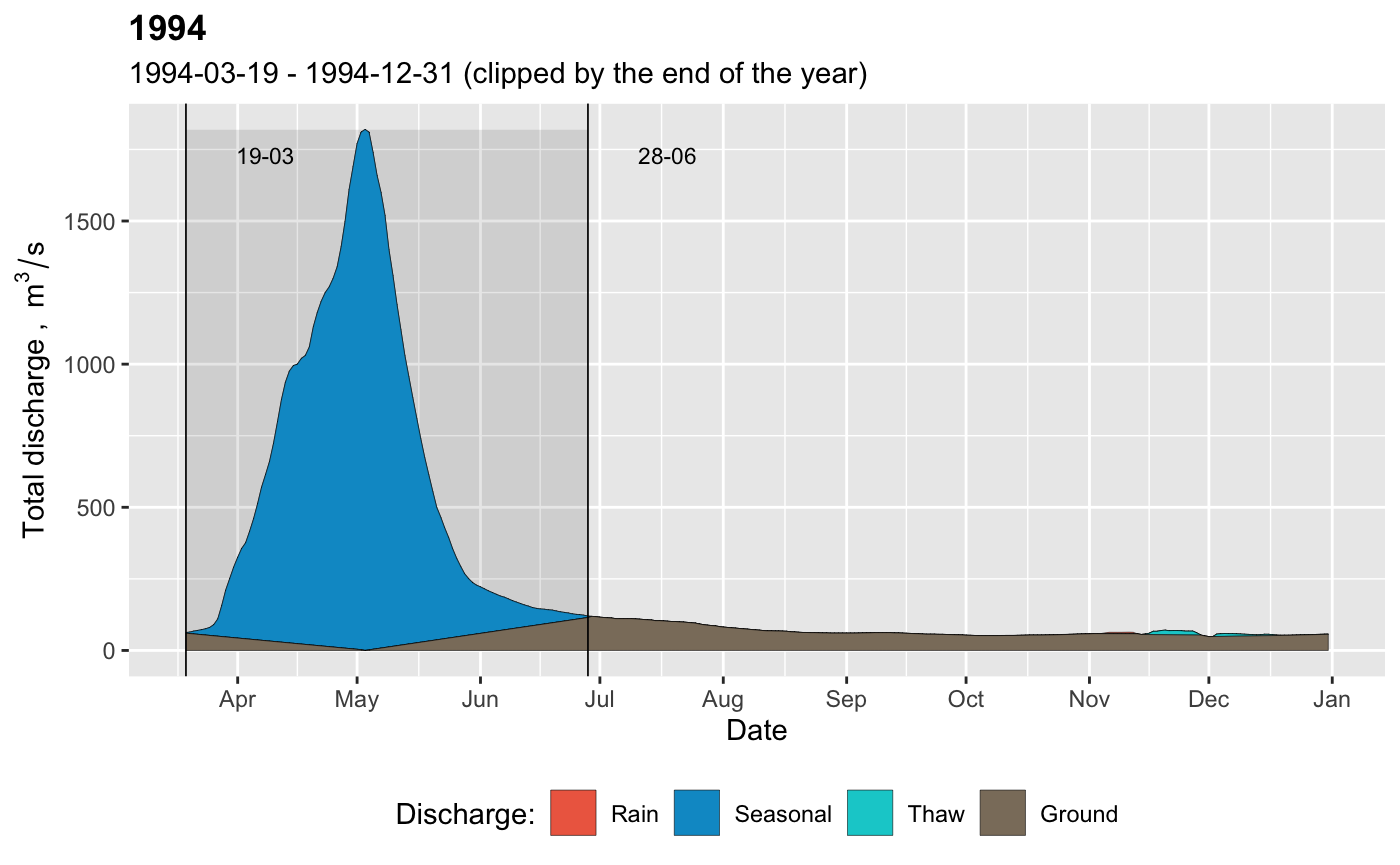 1994
1994-03-19 - 1994-12-31 (clipped by the end of the year)
19-03
28-06
Total discharge , m³/s
1500
1000
500
0
Apr May Jun Jul Aug Sep Oct Nov Dec Jan
Date
Discharge: Rain Seasonal Thaw Ground